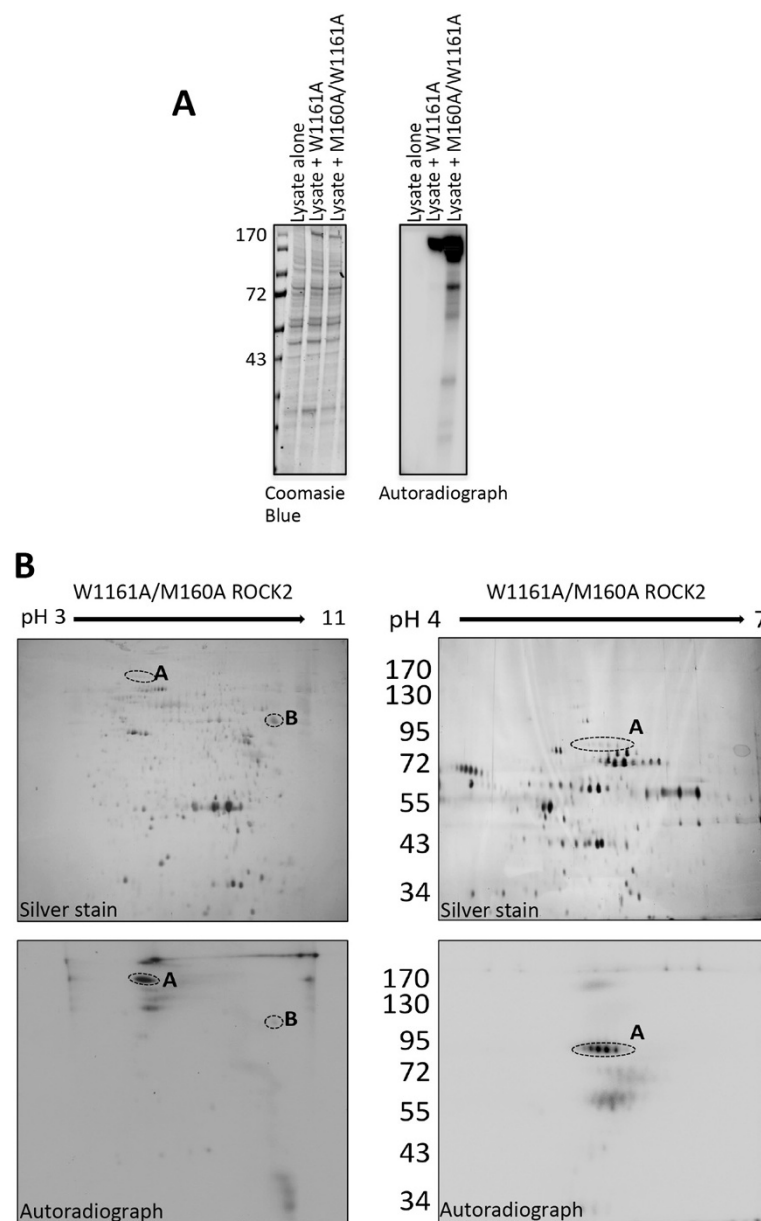 A
Lysate alone
Lysate + W1161A
Lysate + M160A/W1161A
Lysate alone
Lysate + W1161A
Lysate + M160A/W1161A
170
72
43
Coomasie
Blue
Autoradiograph
B
W1161A/M160A ROCK2
pH 3
11
A
B
Silver stain
W1161A/M160A ROCK2
pH 4
7
170
130
95
72
55
43
34
A
Silver stain
A
B
Autoradiograph
170
130
95
72
55
43
34
A
Autoradiograph